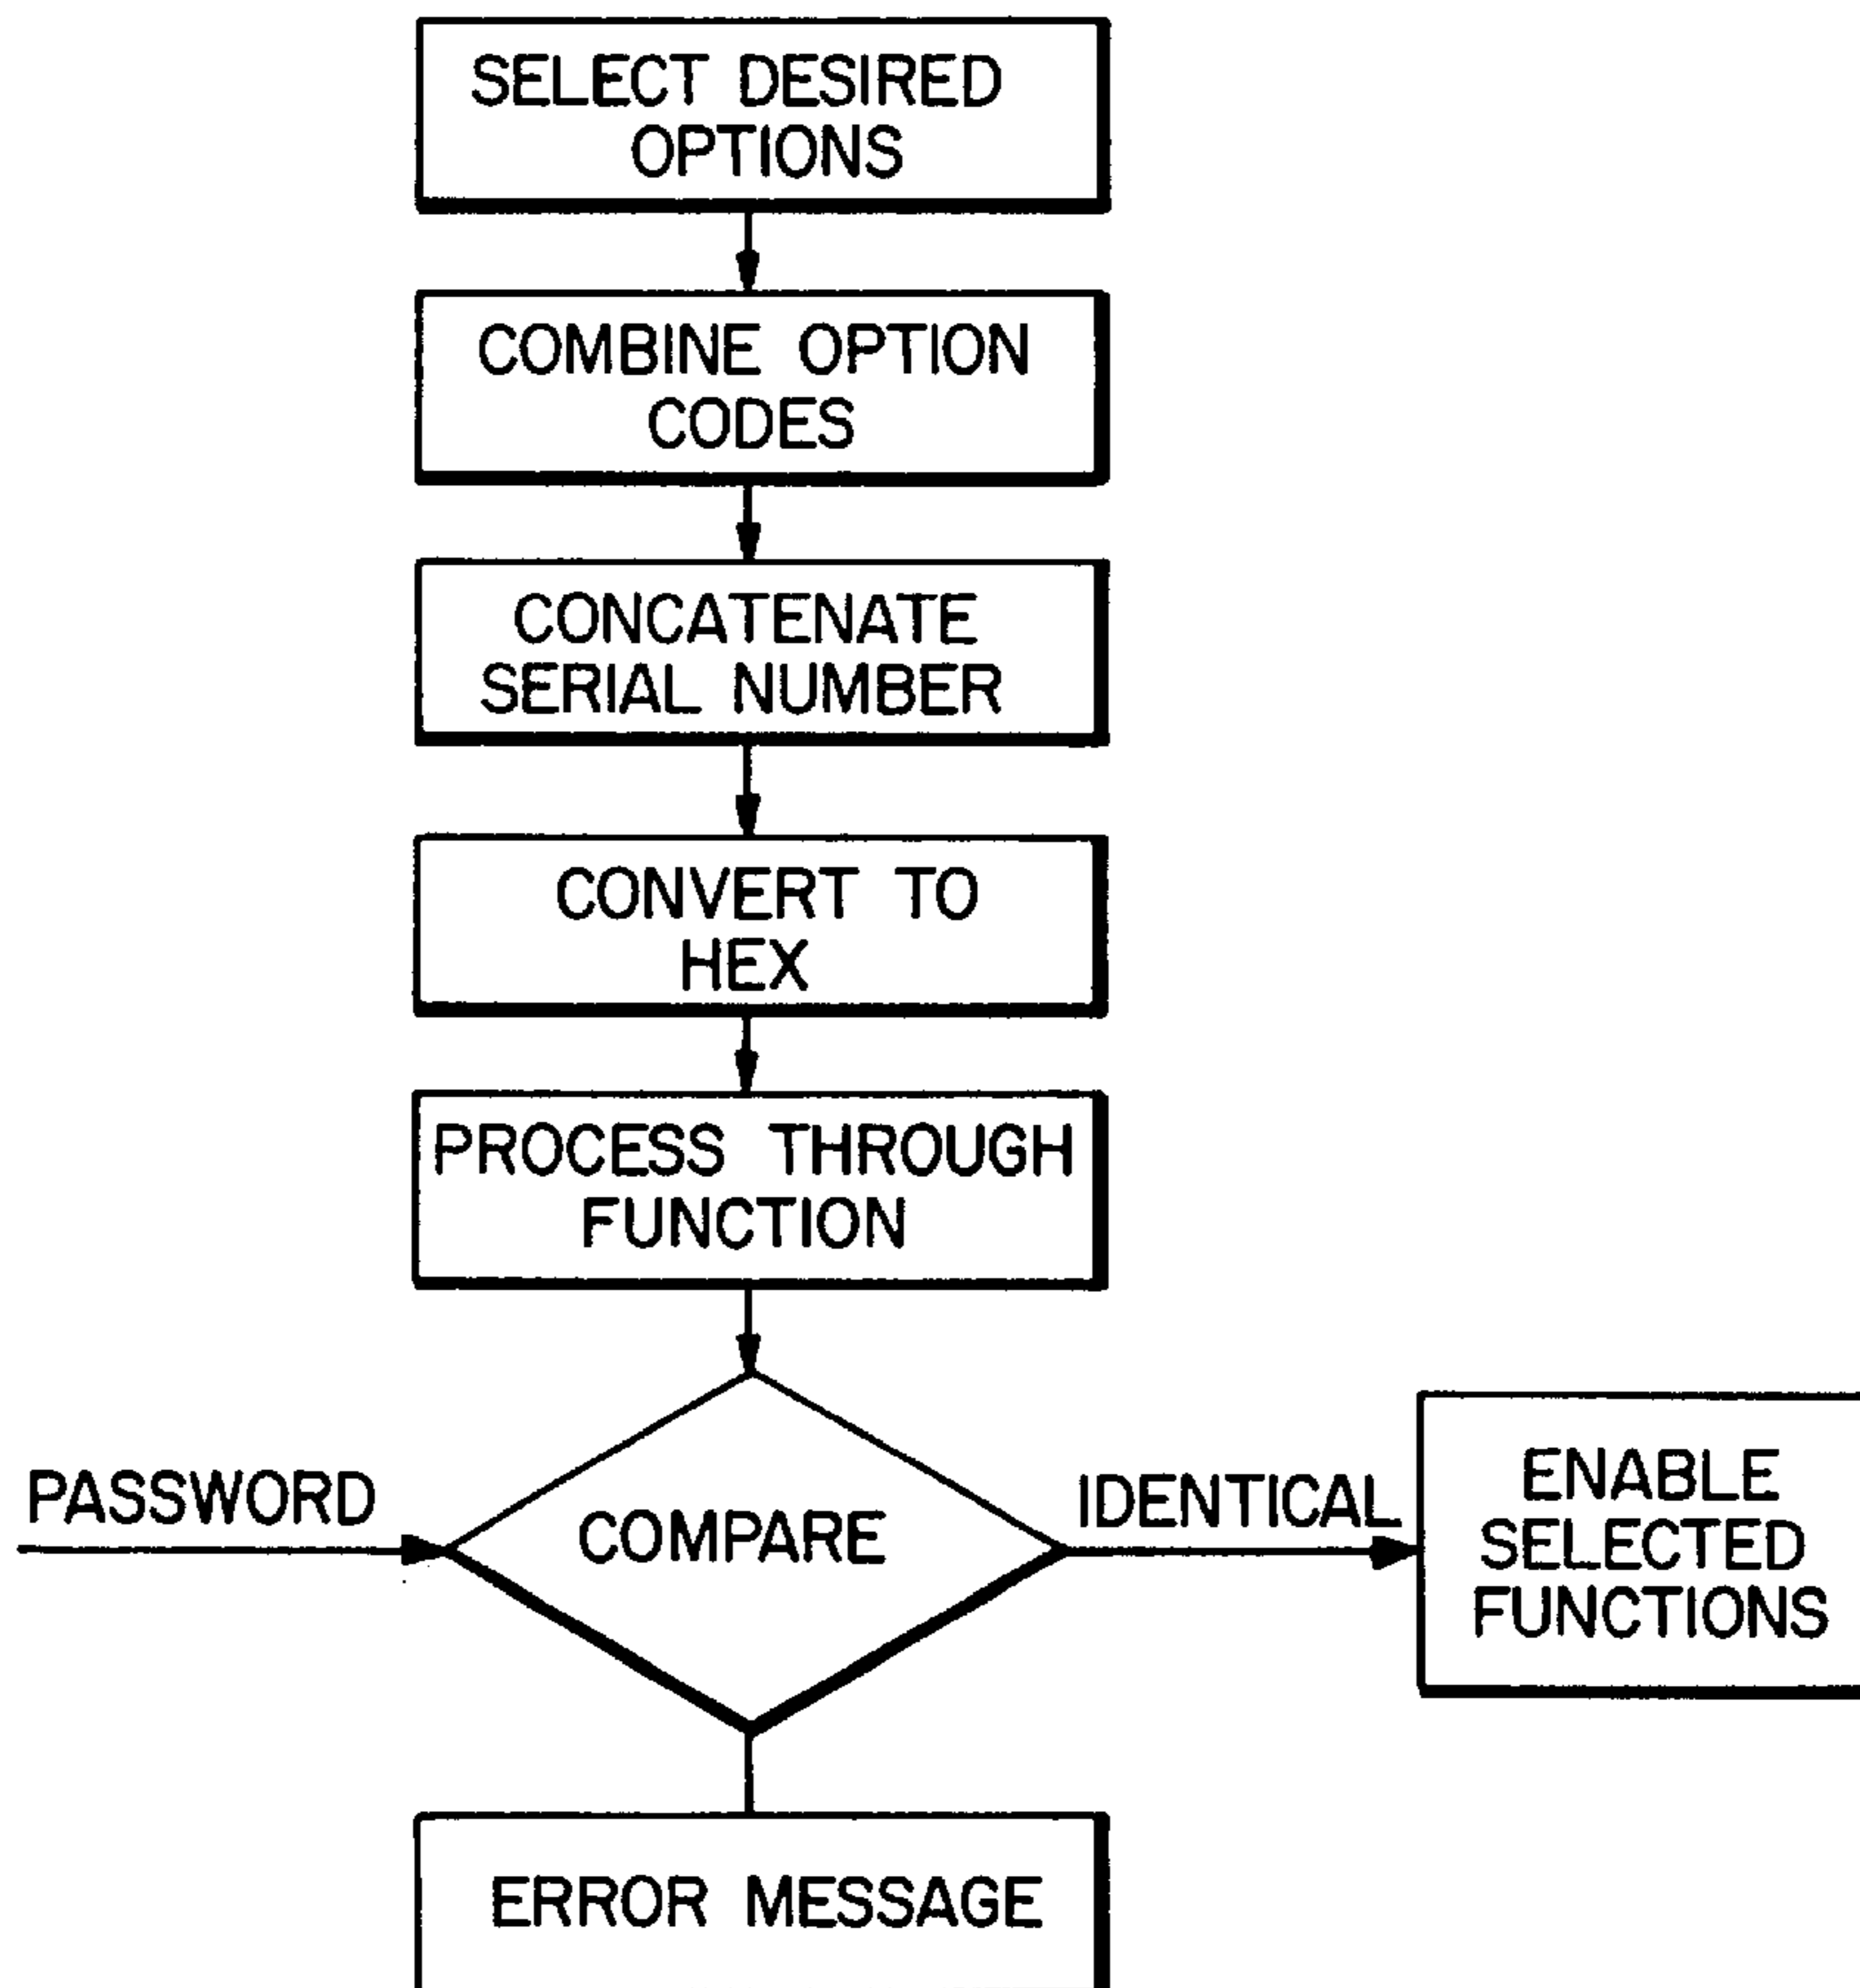 SELECT DESIRED
OPTIONS
COMBINE OPTION
CODES
CONCATENATE
SERIAL NUMBER
CONVERT TO
HEX
PROCESS THROUGH
FUNCTION
PASSWORD
COMPARE
IDENTICAL
ENABLE
SELECTED
FUNCTIONS
ERROR MESSAGE